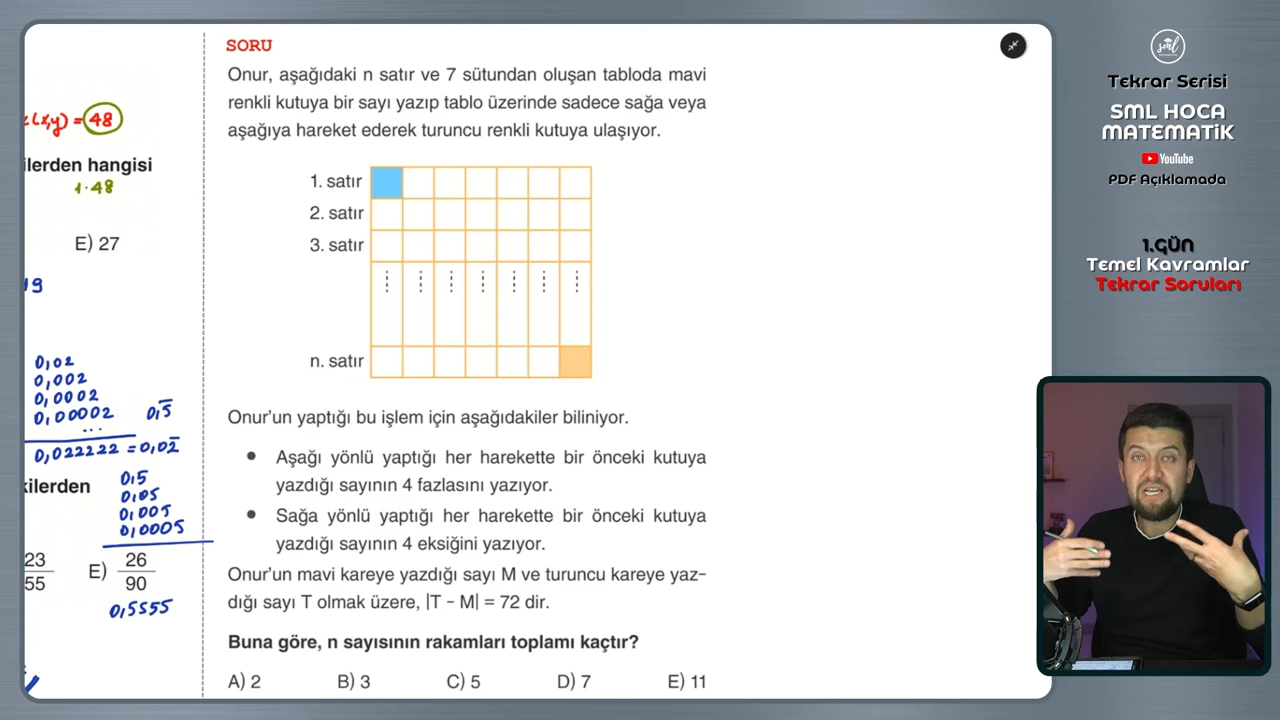 (x,y) = 48
ilerden hangisi
1·48
E) 27
19
0,02
0,002
0,0002
0,00002
0,5̅
...
0,022222 = 0,02̅
0,5
0,05
0,005
0,0005
kilerden
23
55
E) 26
90
0,5555
SORU
Onur, aşağıdaki n satır ve 7 sütundan oluşan tabloda mavi
renkli kutuya bir sayı yazıp tablo üzerinde sadece sağa veya
aşağıya hareket ederek turuncu renkli kutuya ulaşıyor.
1. satır
2. satır
3. satır
n. satır
Onur'un yaptığı bu işlem için aşağıdakiler biliniyor.
• Aşağı yönlü yaptığı her harekette bir önceki kutuya
yazdığı sayının 4 fazlasını yazıyor.
• Sağa yönlü yaptığı her harekette bir önceki kutuya
yazdığı sayının 4 eksiğini yazıyor.
Onur'un mavi kareye yazdığı sayı M ve turuncu kareye yaz-
dığı sayı T olmak üzere, |T - M| = 72 dir.
Buna göre, n sayısının rakamları toplamı kaçtır?
A) 2 B) 3 C) 5 D) 7 E) 11
sml
Tekrar Serisi
SML HOCA
MATEMATİK
YouTube
PDF Açıklamada
1.GÜN
Temel Kavramlar
Tekrar Soruları